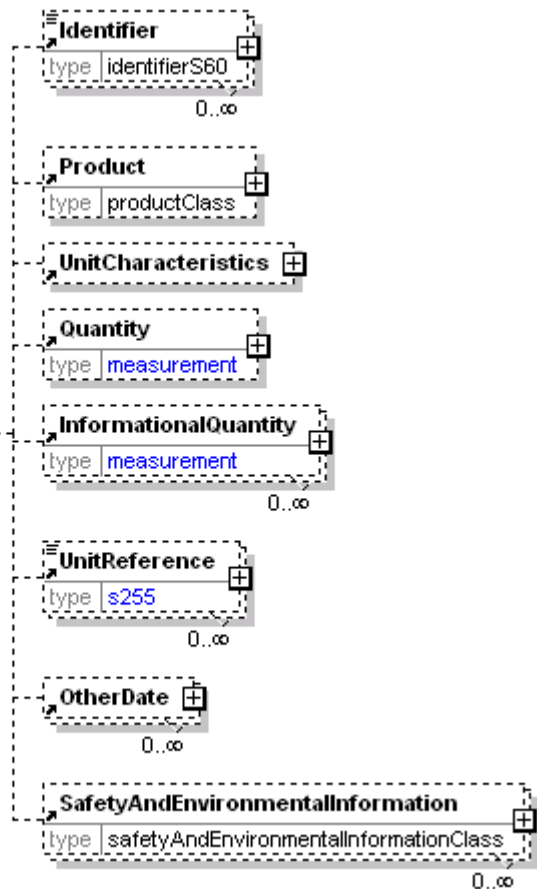 Identifier
type identifierS60
0..∞
Product
type productClass
UnitCharacteristics
Quantity
type measurement
InformationalQuantity
type measurement
0..∞
UnitReference
type s255
0..∞
OtherDate
0..∞
SafetyAndEnvironmentalInformation
type safetyAndEnvironmentalInformationClass
0..∞